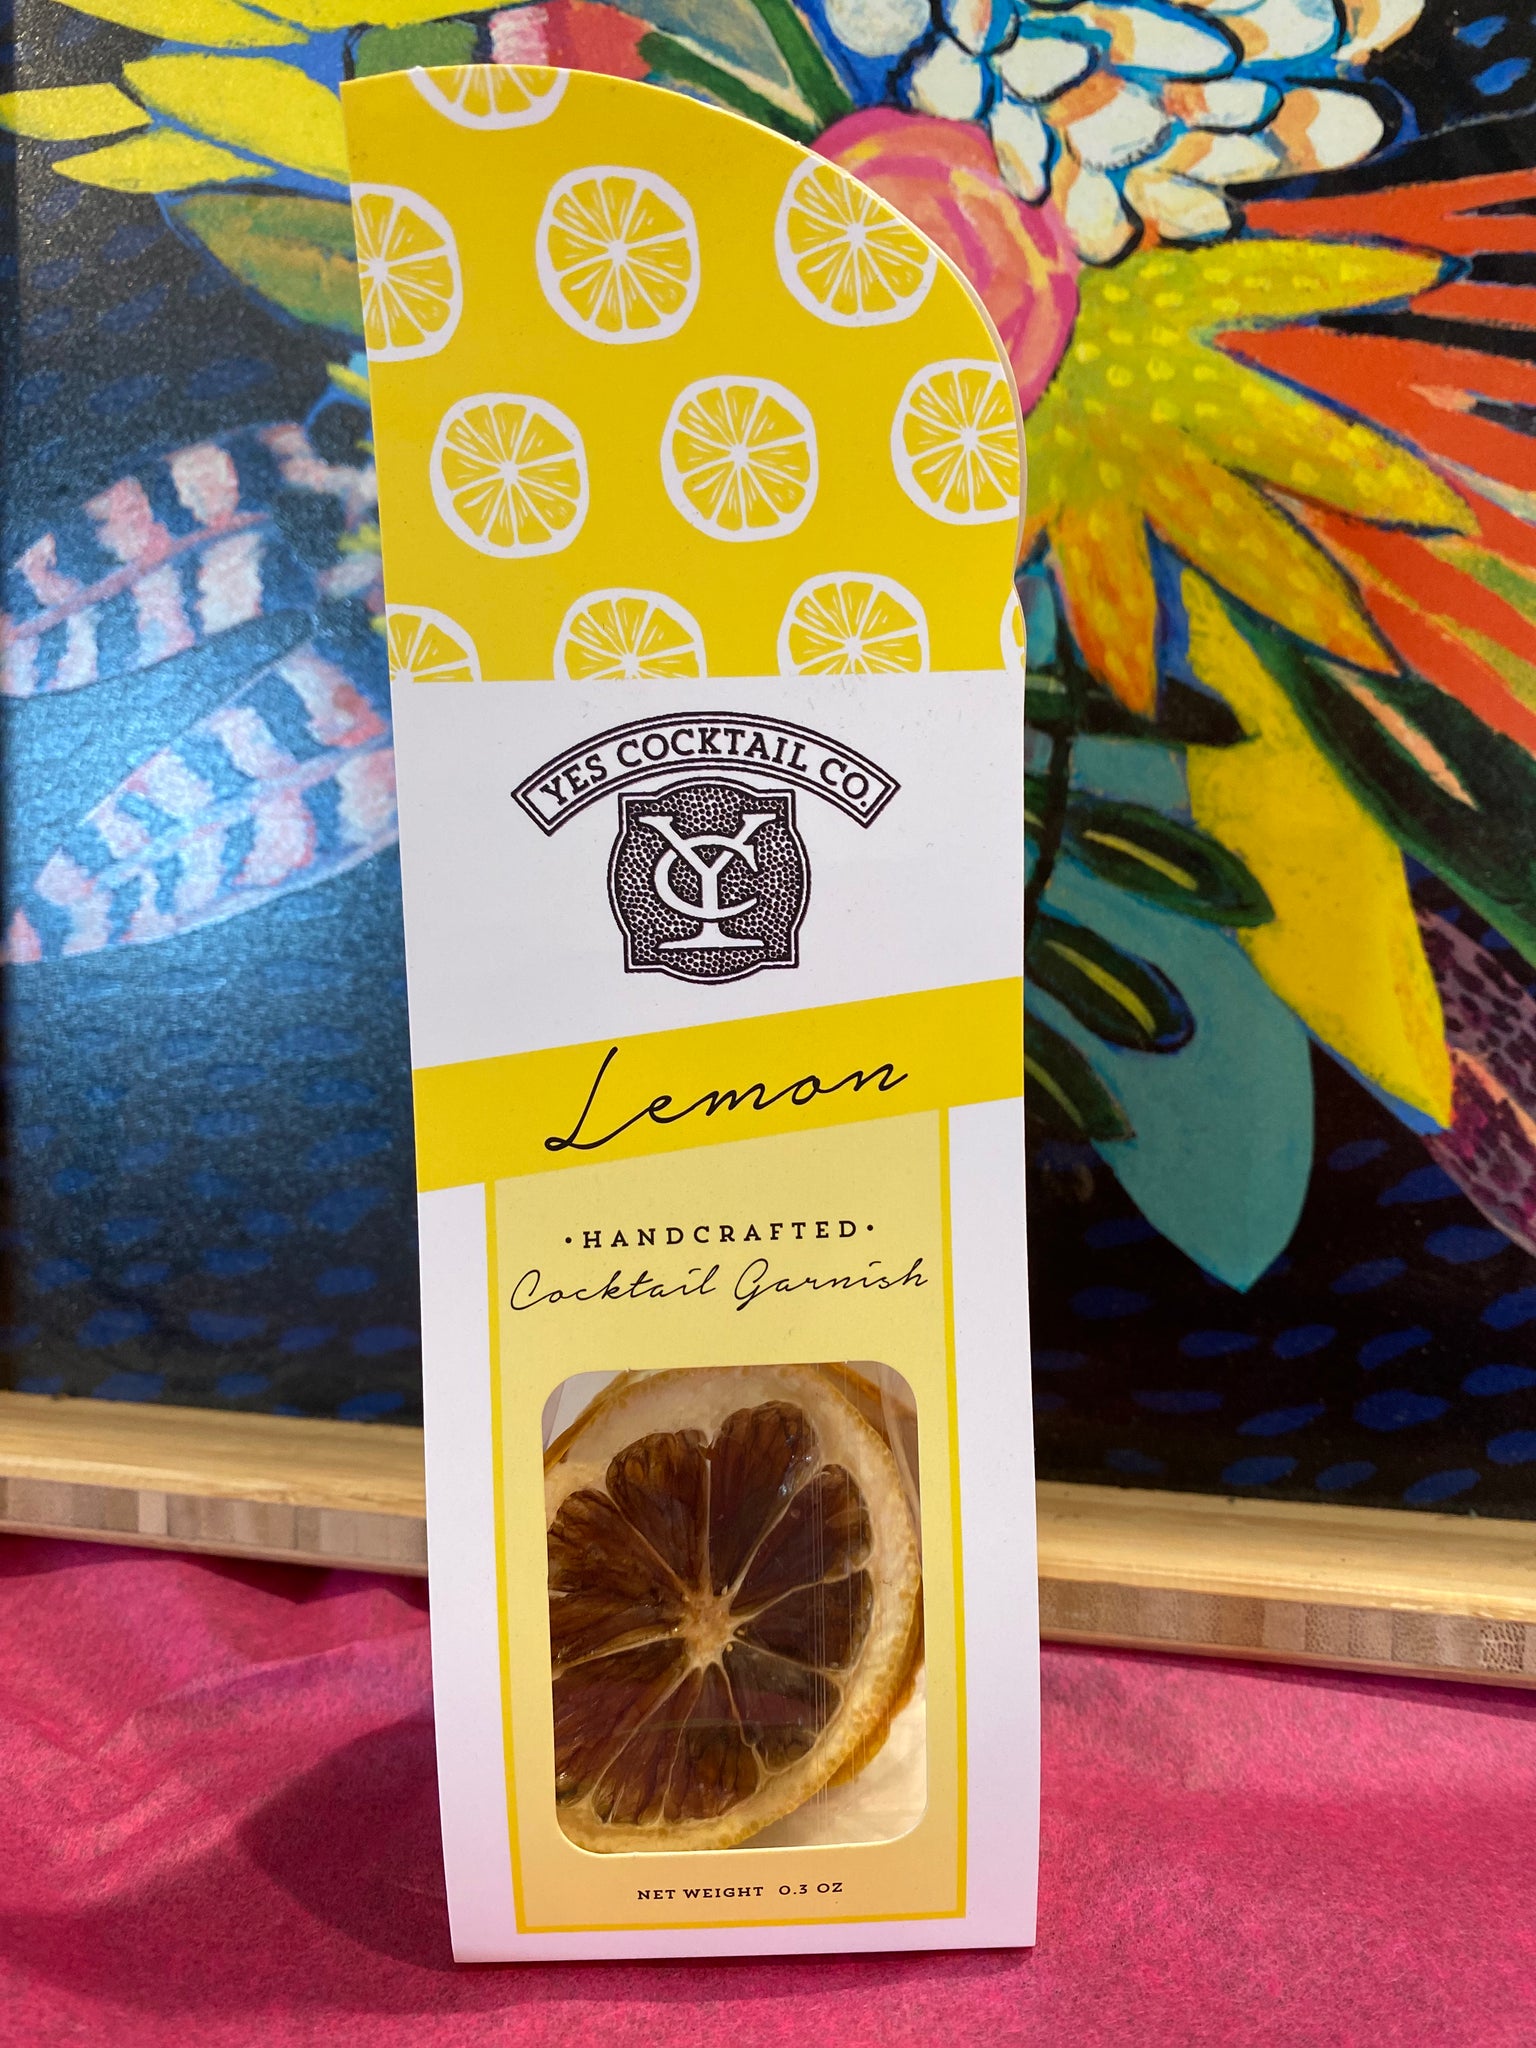 YES COCKTAIL CO.
YC
Lemon
•HANDCRAFTED•
Cocktail Garnish
NET WEIGHT 0.3 OZ